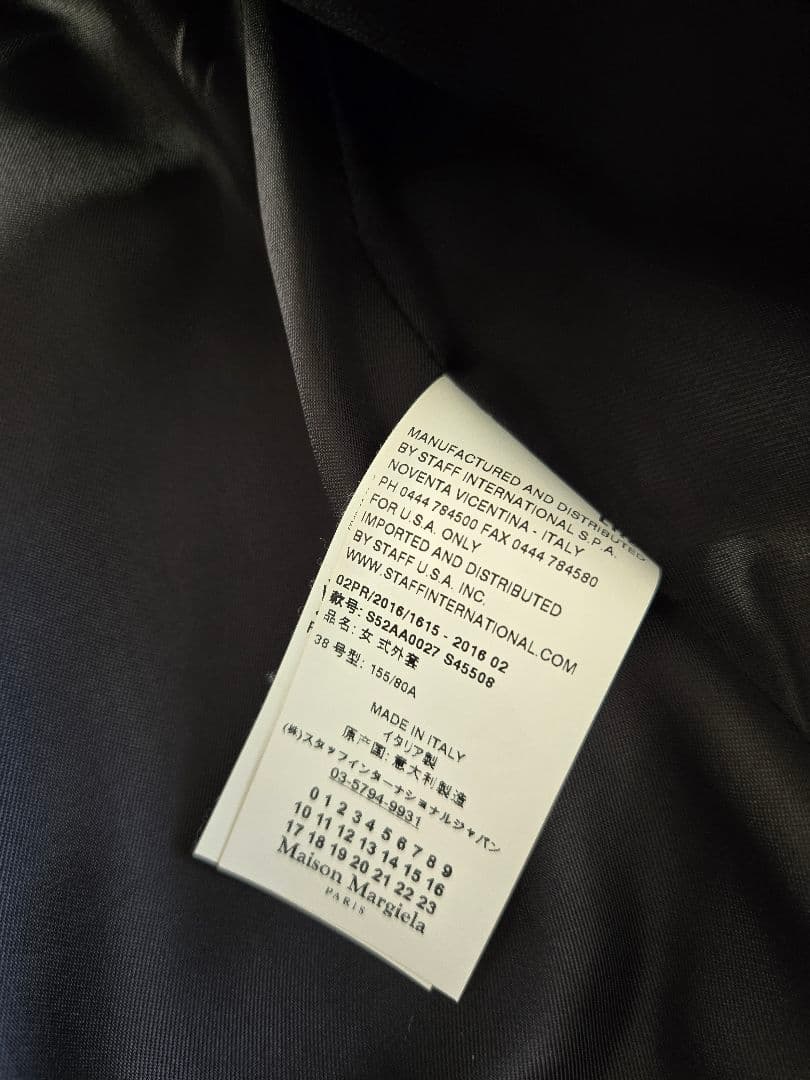 MANUFACTURED AND DISTRIBUTED
BY STAFF INTERNATIONAL S.P.A.
NOVENTA VICENTINA - ITALY
PH 0444 784500 FAX 0444 784580
FOR U.S.A. ONLY
IMPORTED AND DISTRIBUTED
BY STAFF U.S.A. INC.
WWW.STAFFINTERNATIONAL.COM
02PR/2016/1615 - 2016 02
款号: S52AA0027 S45508
品名: 女 式外套
38 号型: 155/80A
MADE IN ITALY
イタリア製
原产国: 意大利製造
(株)スタッフインターナショナルジャパン
03-5794-9931
0 1 2 3 4 5 6 7 8 9
10 11 12 13 14 15 16
17 18 19 20 21 22 23
Maison Margiela
PARIS